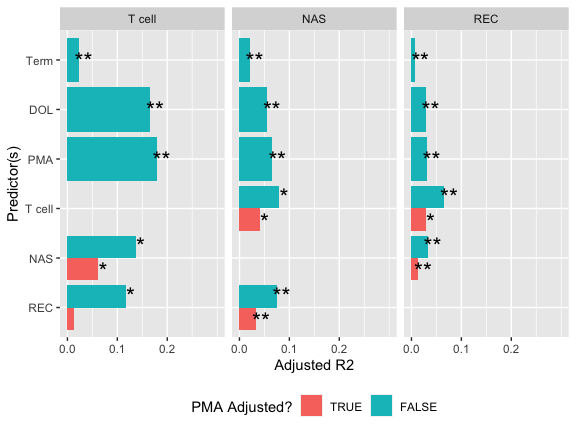 T cell NAS REC
Predictor(s)
Term ** ** **
DOL ** ** **
PMA ** ** **
T cell * ** 
* *
NAS * **
* **
REC * **
**
0.0 0.1 0.2 0.0 0.1 0.2 0.0 0.1 0.2
Adjusted R2
PMA Adjusted? TRUE FALSE